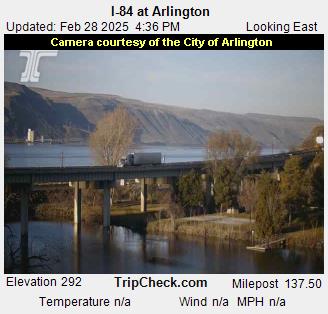 I-84 at Arlington
Updated: Feb 28 2025 4:36 PM Looking East
Camera courtesy of the City of Arlington
Elevation 292 TripCheck.com Milepost 137.50
Temperature n/a Wind n/a MPH n/a